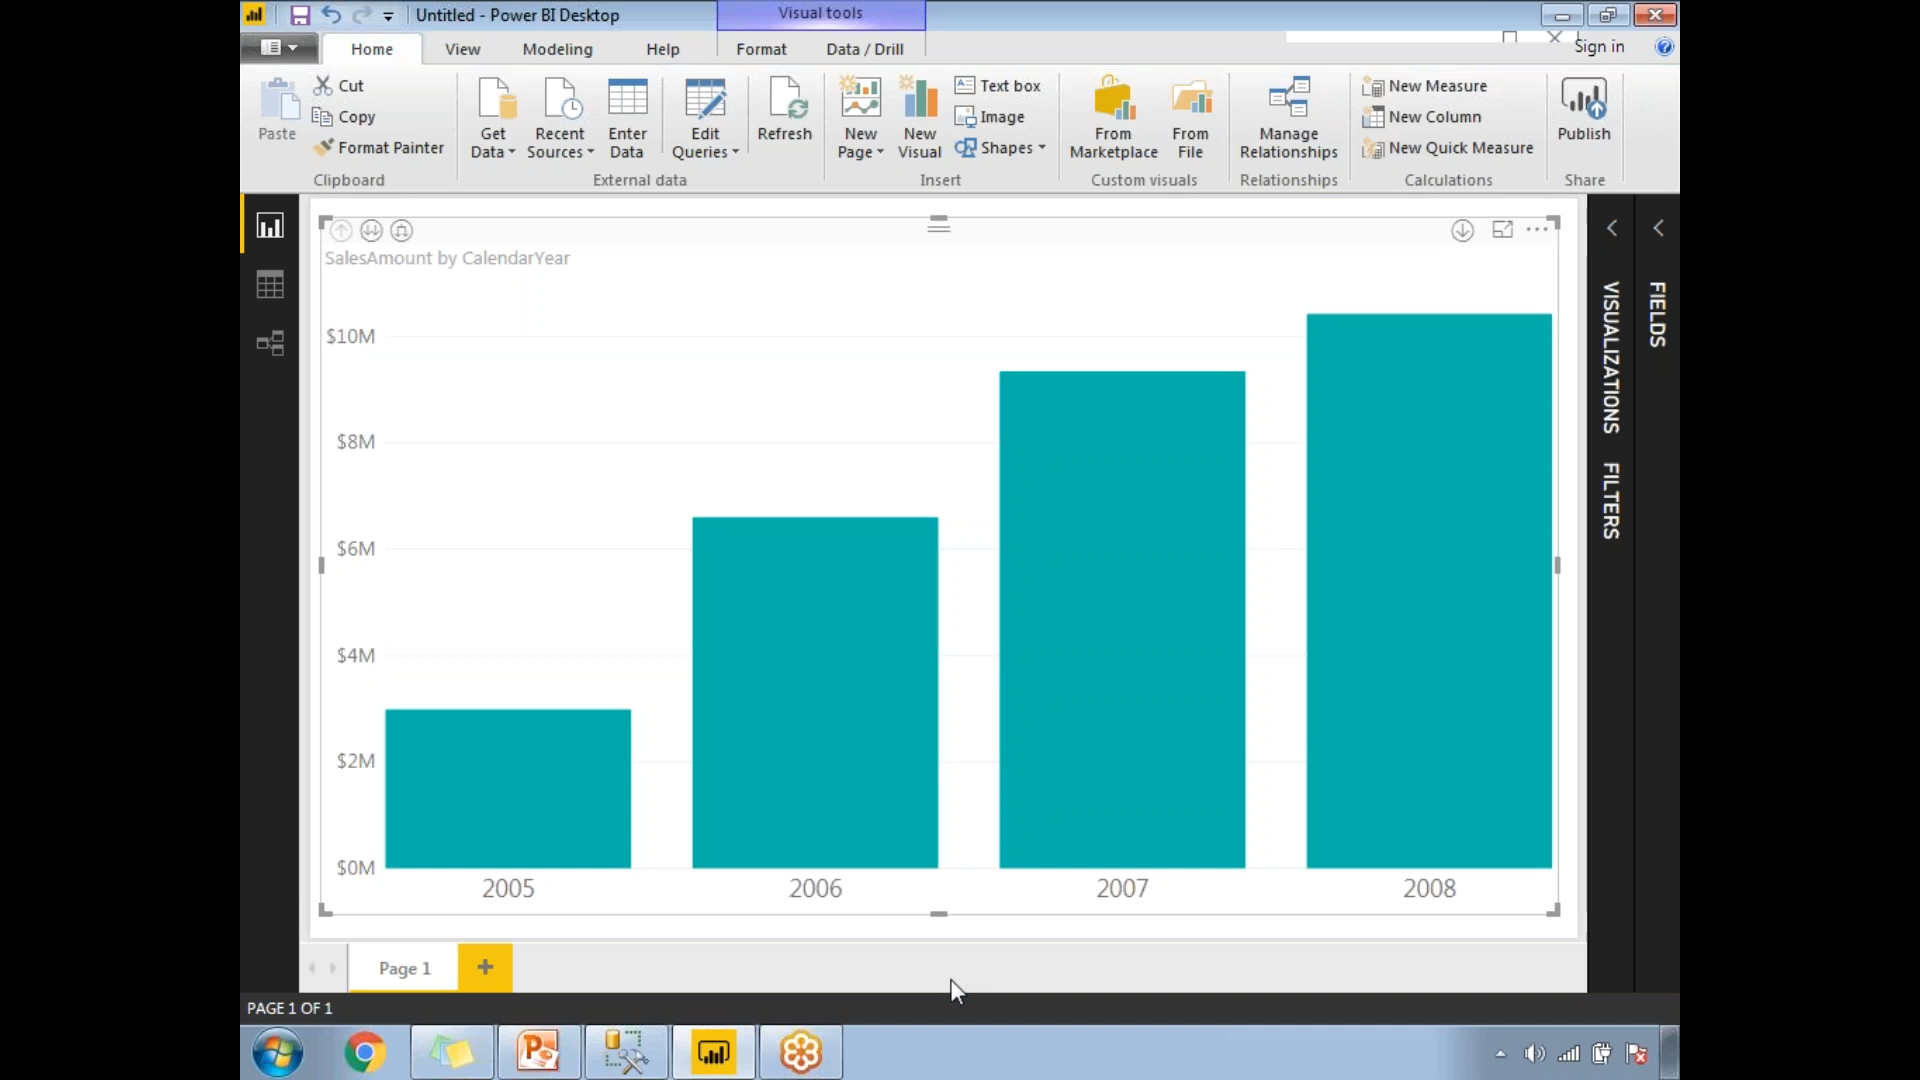 Untitled - Power BI Desktop
Visual tools
Home
View
Modeling
Help
Format
Data / Drill
Sign in
Paste
Cut
Copy
Format Painter
Clipboard
Get Data
Recent Sources
Enter Data
Edit Queries
Refresh
External data
New Page
New Visual
Text box
Image
Shapes
Insert
From Marketplace
From File
Custom visuals
Manage Relationships
Relationships
New Measure
New Column
New Quick Measure
Calculations
Publish
Share
SalesAmount by CalendarYear
$10M
$8M
$6M
$4M
$2M
$0M
2005
2006
2007
2008
VISUALIZATIONS
FILTERS
FIELDS
Page 1
PAGE 1 OF 1